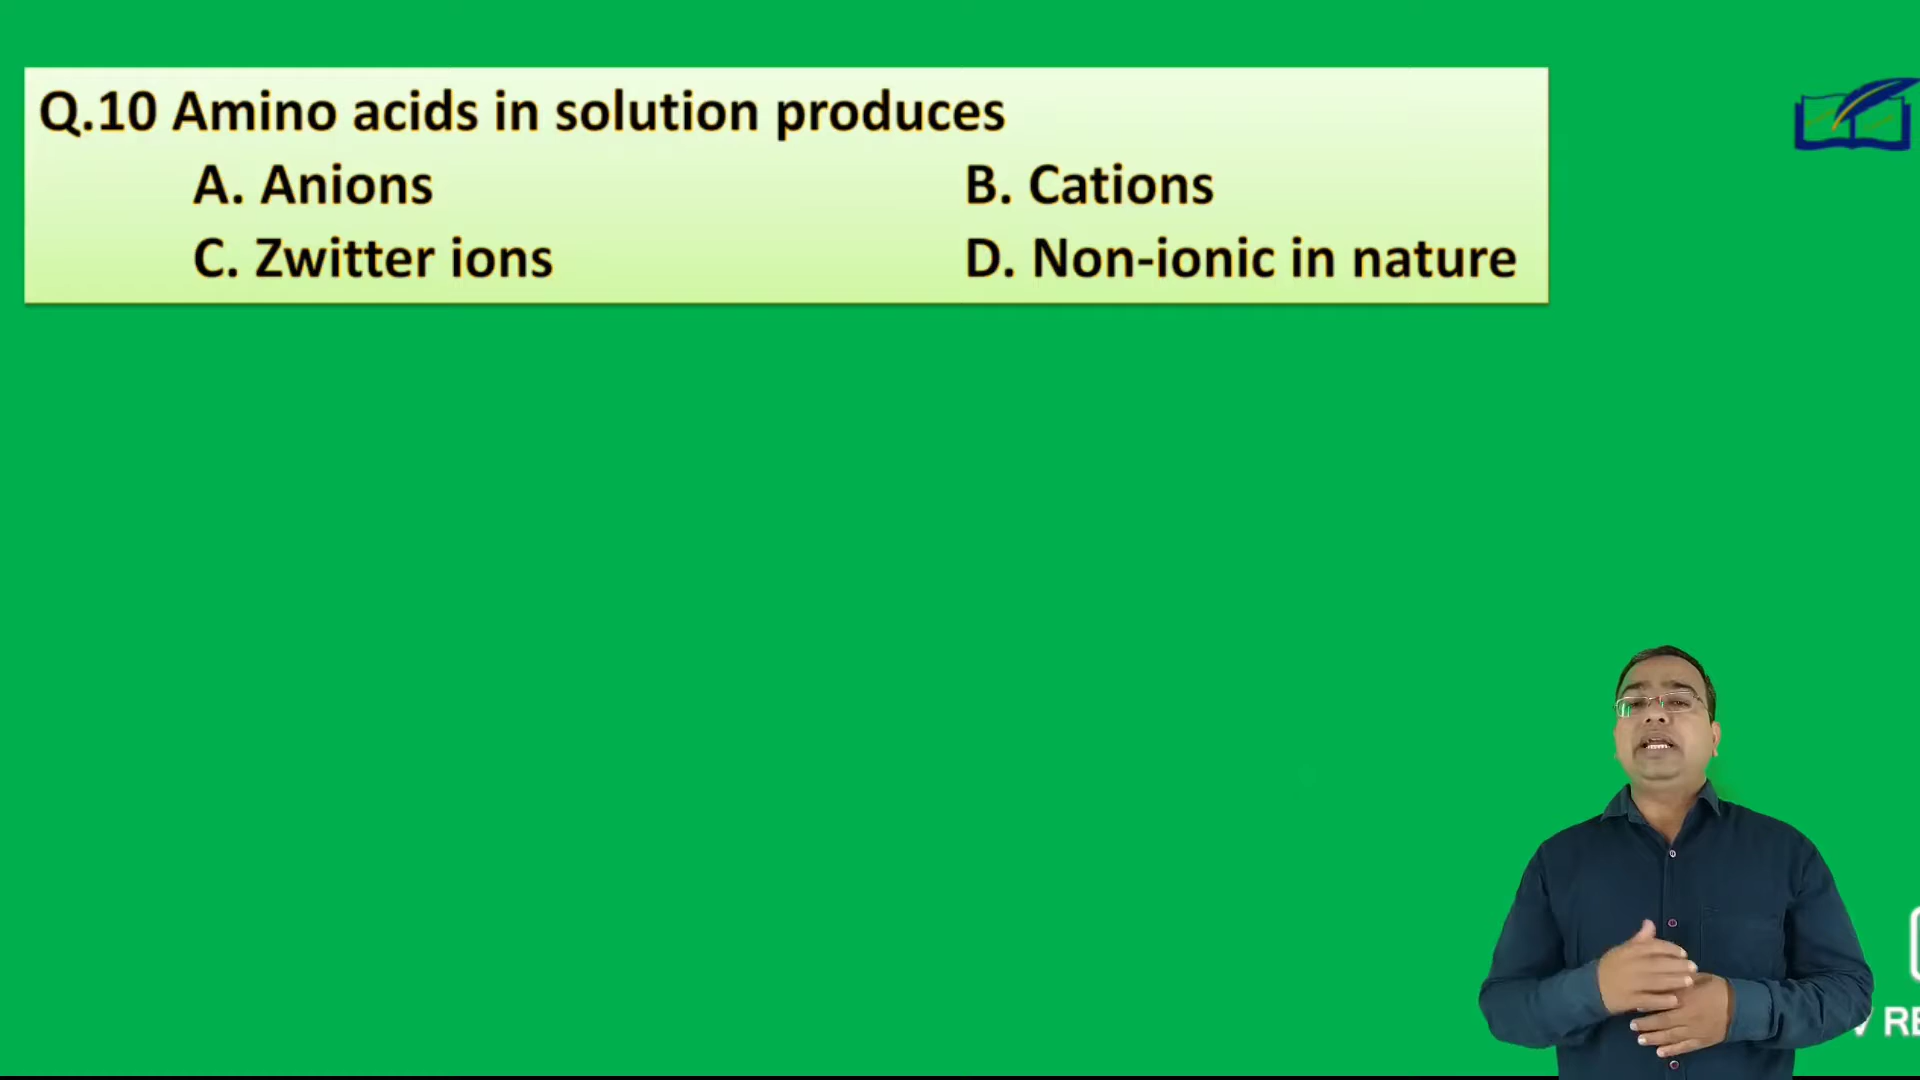 Q.10 Amino acids in solution produces
A. Anions B. Cations
C. Zwitter ions D. Non-ionic in nature